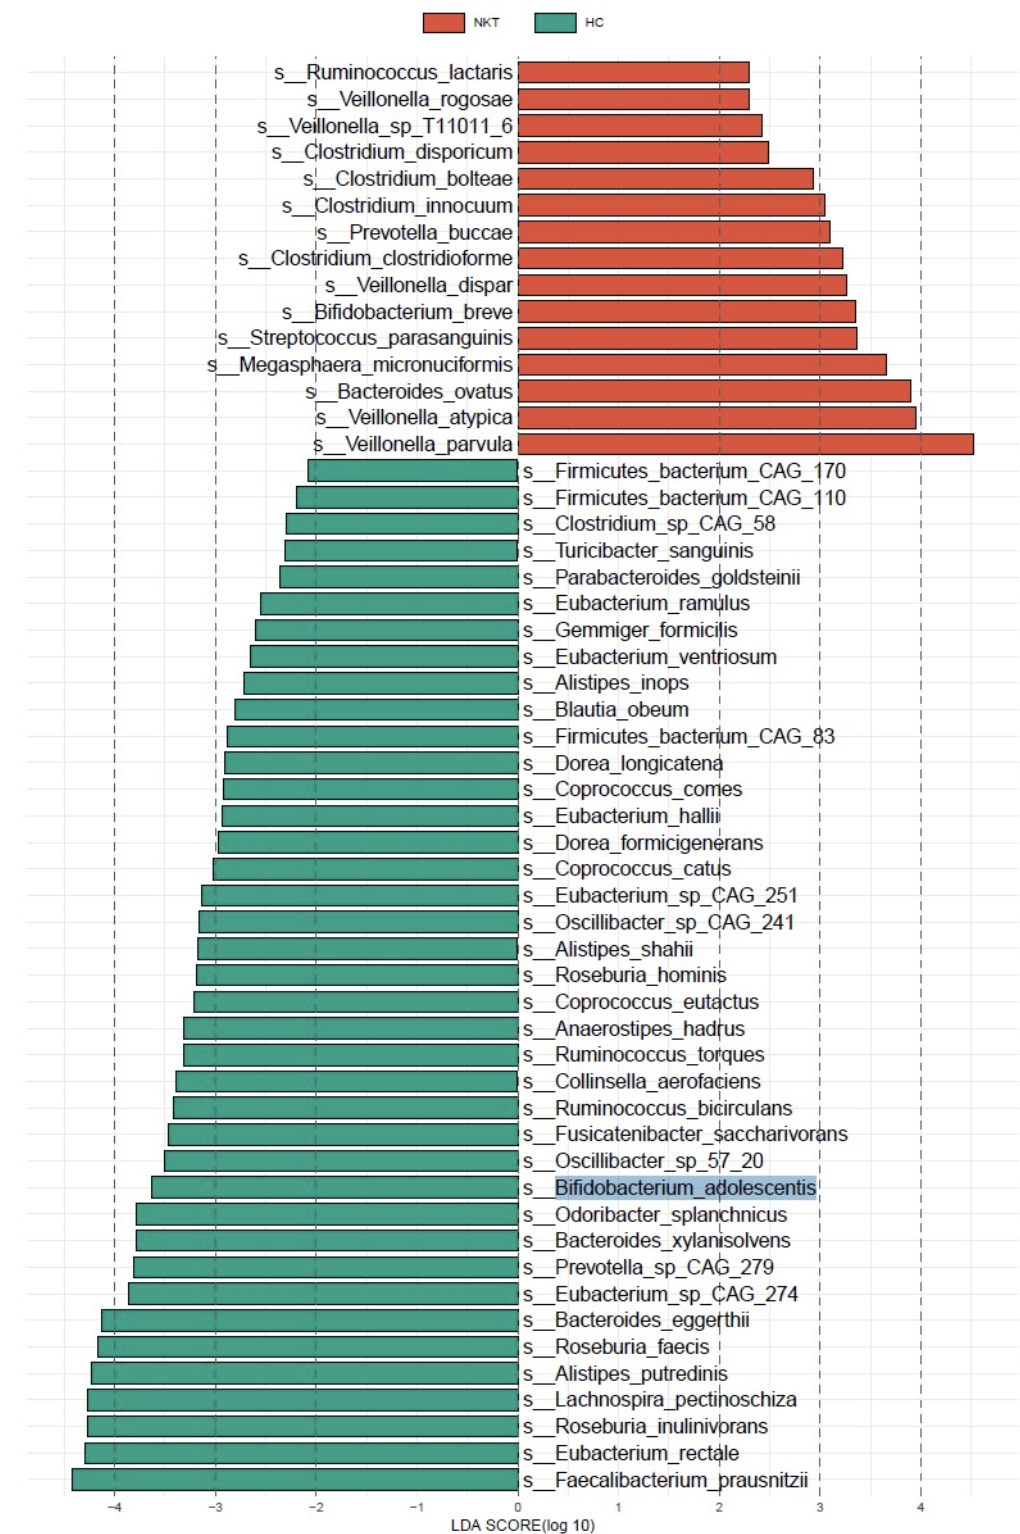 NKT HC
s__Ruminococcus_lactaris
s__Veillonella_rogosae
s__Veillonella_sp_T11011_6
s__Clostridium_disporicum
s__Clostridium_bolteae
s__Clostridium_innocuum
s__Prevotella_buccae
s__Clostridium_clostridioforme
s__Veillonella_dispar
s__Bifidobacterium_breve
s__Streptococcus_parasanguinis
s__Megasphaera_micronuciformis
s__Bacteroides_ovatus
s__Veillonella_atypica
s__Veillonella_parvula
s__Firmicutes_bacterium_CAG_170
s__Firmicutes_bacterium_CAG_110
s__Clostridium_sp_CAG_58
s__Turicibacter_sanguinis
s__Parabacteroides_goldsteinii
s__Eubacterium_ramulus
s__Gemmiger_formicilis
s__Eubacterium_ventriosum
s__Alistipes_inops
s__Blautia_obeum
s__Firmicutes_bacterium_CAG_83
s__Dorea_longicatena
s__Coprococcus_comes
s__Eubacterium_hallii
s__Dorea_formicigenerans
s__Coprococcus_catus
s__Eubacterium_sp_CAG_251
s__Oscillibacter_sp_CAG_241
s__Alistipes_shahii
s__Roseburia_hominis
s__Coprococcus_eutactus
s__Anaerostipes_hadrus
s__Ruminococcus_torques
s__Collinsella_aerofaciens
s__Ruminococcus_bicirculans
s__Fusicatenibacter_saccharivorans
s__Oscillibacter_sp_57_20
s__Bifidobacterium_adolescentis
s__Odoribacter_splanchnicus
s__Bacteroides_xylanisolvens
s__Prevotella_sp_CAG_279
s__Eubacterium_sp_CAG_274
s__Bacteroides_eggerthii
s__Roseburia_faecis
s__Alistipes_putredinis
s__Lachnospira_pectinoschiza
s__Roseburia_inulinivorans
s__Eubacterium_rectale
s__Faecalibacterium_prausnitzii
−4 −3 −2 −1 0 1 2 3 4
LDA SCORE(log 10)